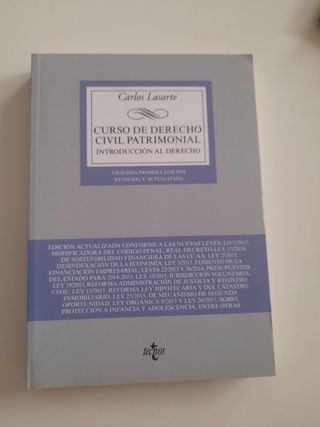 Carlos Lasarte
CURSO DE DERECHO
CIVIL PATRIMONIAL
INTRODUCCIÓN AL DERECHO
VIGÉSIMA PRIMERA EDICIÓN
REVISADA Y ACTUALIZADA
EDICIÓN ACTUALIZADA CONFORME A LAS NUEVAS LEYES: LO 1/2015,
MODIFICADORA DEL CÓDIGO PENAL; REAL DECRETO-LEY 17/2014,
DE SOSTENIBILIDAD FINANCIERA DE LAS CC AA; LEY 2/2015,
DESINDEXACIÓN DE LA ECONOMÍA; LEY 5/2015, FOMENTO DE LA
FINANCIACIÓN EMPRESARIAL; LEYES 22/2013 Y 36/2014, PRESUPUESTOS
DEL ESTADO PARA 2014-2015; LEY 15/2015, JURISDICCIÓN VOLUNTARIA;
LEY 19/2015, REFORMA ADMINISTRACIÓN DE JUSTICIA Y REGISTRO
CIVIL; LEY 13/2015, REFORMA LEY HIPOTECARIA Y DEL CATASTRO
INMOBILIARIO; LEY 25/2015, DE MECANISMO DE SEGUNDA
OPORTUNIDAD; LEY ORGÁNICA 8/2015 Y LEY 26/2015, SOBRE
PROTECCIÓN A INFANCIA Y ADOLESCENCIA, ENTRE OTRAS
tecnos